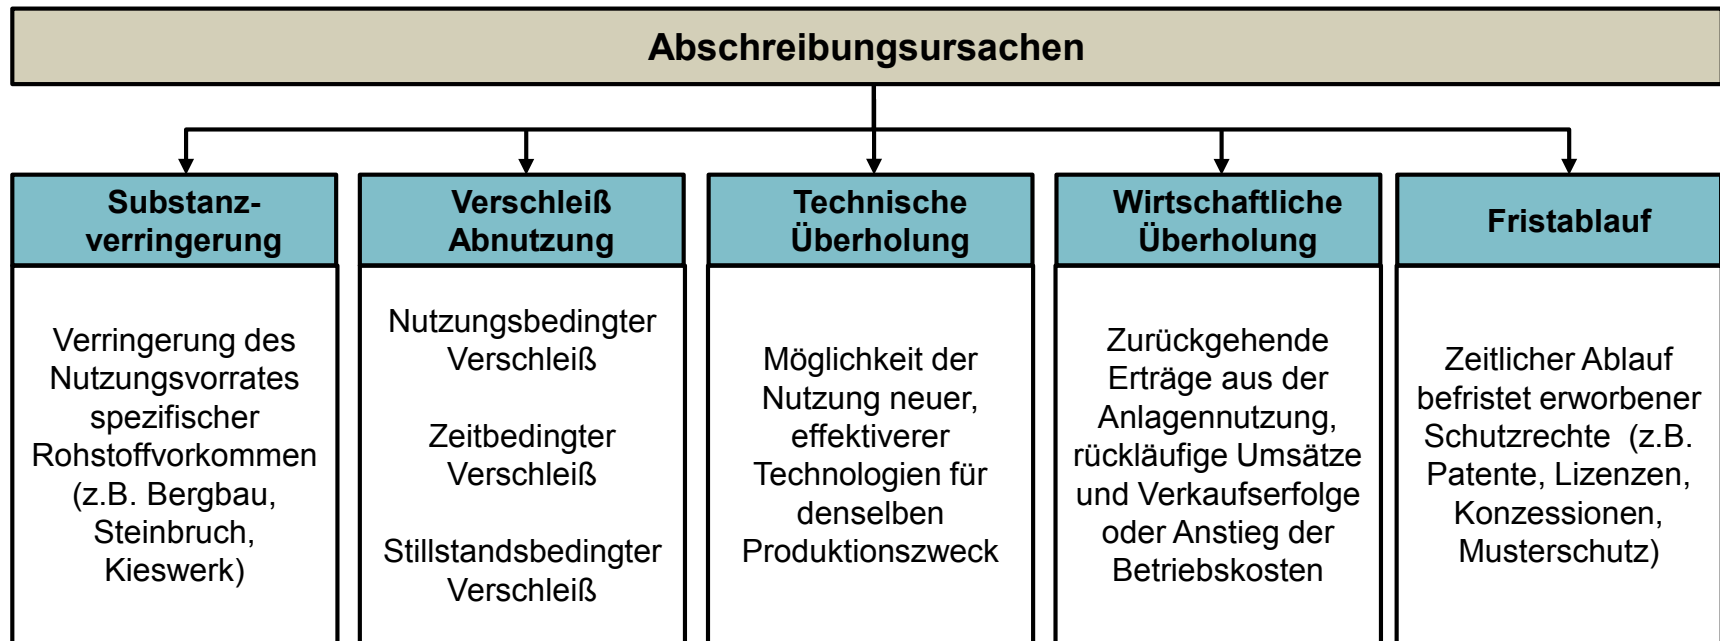 Abschreibungsursachen
Substanz-
verringerung
Verringerung des
Nutzungsvorrates
spezifischer
Rohstoffvorkommen
(z.B. Bergbau,
Steinbruch,
Kieswerk)
Verschleiß
Abnutzung
Nutzungsbedingter
Verschleiß
Zeitbedingter
Verschleiß
Stillstandsbedingter
Verschleiß
Technische
Überholung
Möglichkeit der
Nutzung neuer,
effektiverer
Technologien für
denselben
Produktionszweck
Wirtschaftliche
Überholung
Zurückgehende
Erträge aus der
Anlagennutzung,
rückläufige Umsätze
und Verkaufserfolge
oder Anstieg der
Betriebskosten
Fristablauf
Zeitlicher Ablauf
befristet erworbener
Schutzrechte (z.B.
Patente, Lizenzen,
Konzessionen,
Musterschutz)